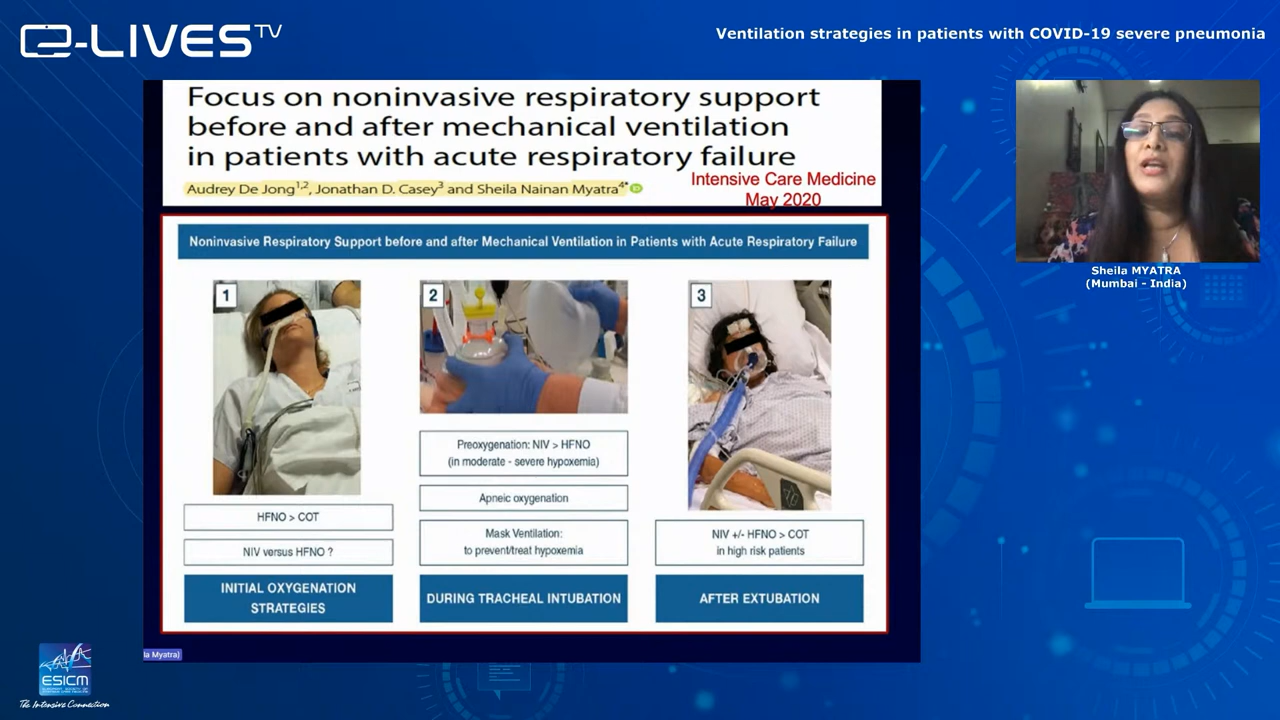 e-LIVES TV
Ventilation strategies in patients with COVID-19 severe pneumonia
Focus on noninvasive respiratory support
before and after mechanical ventilation
in patients with acute respiratory failure
Audrey De Jong1,2, Jonathan D. Casey3 and Sheila Nainan Myatra4*
Intensive Care Medicine
May 2020
Sheila MYATRA
(Mumbai - India)
Noninvasive Respiratory Support before and after Mechanical Ventilation in Patients with Acute Respiratory Failure
1
HFNO > COT
NIV versus HFNO ?
INITIAL OXYGENATION
STRATEGIES
2
Preoxygenation: NIV > HFNO
(in moderate - severe hypoxemia)
Apneic oxygenation
Mask Ventilation:
to prevent/treat hypoxemia
DURING TRACHEAL INTUBATION
3
NIV +/- HFNO > COT
in high risk patients
AFTER EXTUBATION
la Myatra)
ESICM
The Intensive Connection